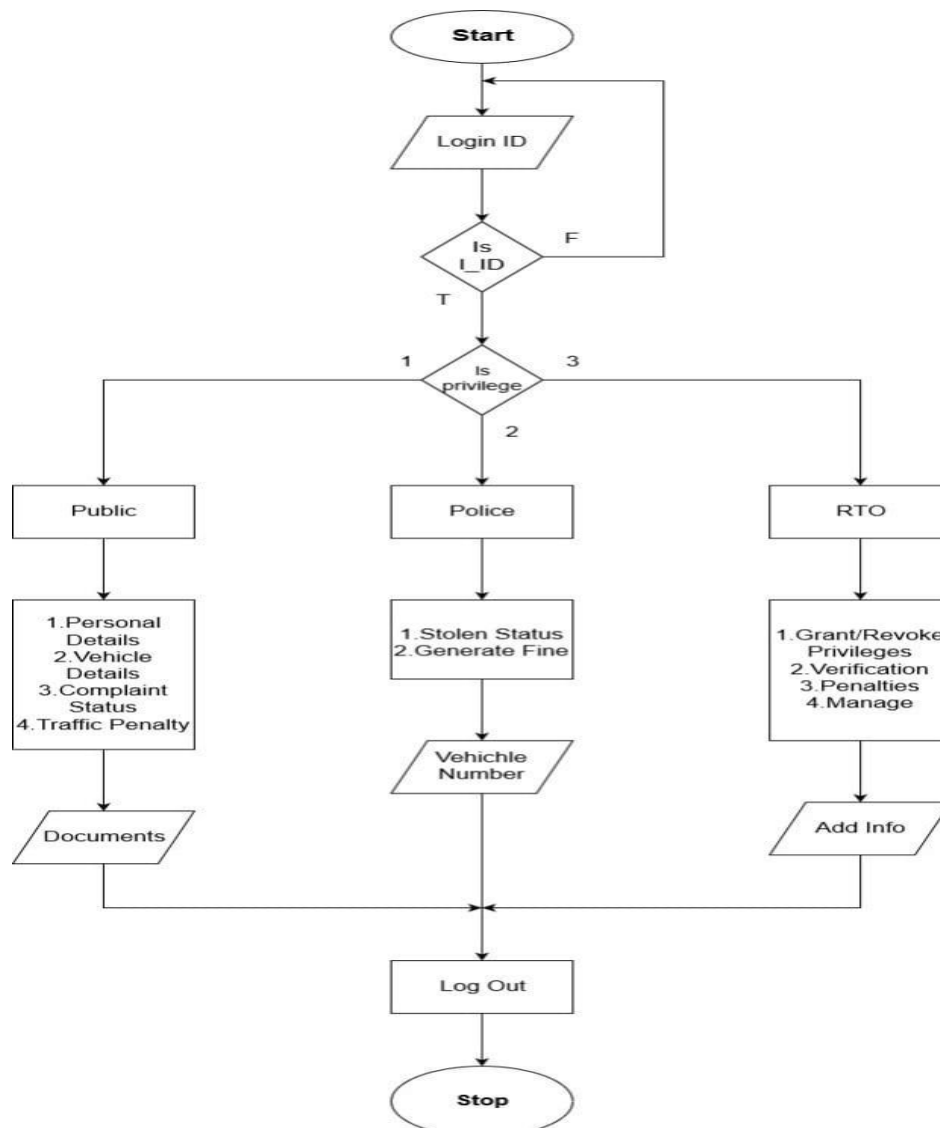 Start
Login ID
Is
I_ID
F
T
1
Is
privilege
3
2
Public
Police
RTO
1.Personal
Details
2.Vehicle
Details
3.Complaint
Status
4.Traffic Penalty
1.Stolen Status
2.Generate Fine
1.Grant/Revoke
Privileges
2.Verification
3.Penalties
4.Manage
Vehichle
Number
Documents
Add Info
Log Out
Stop